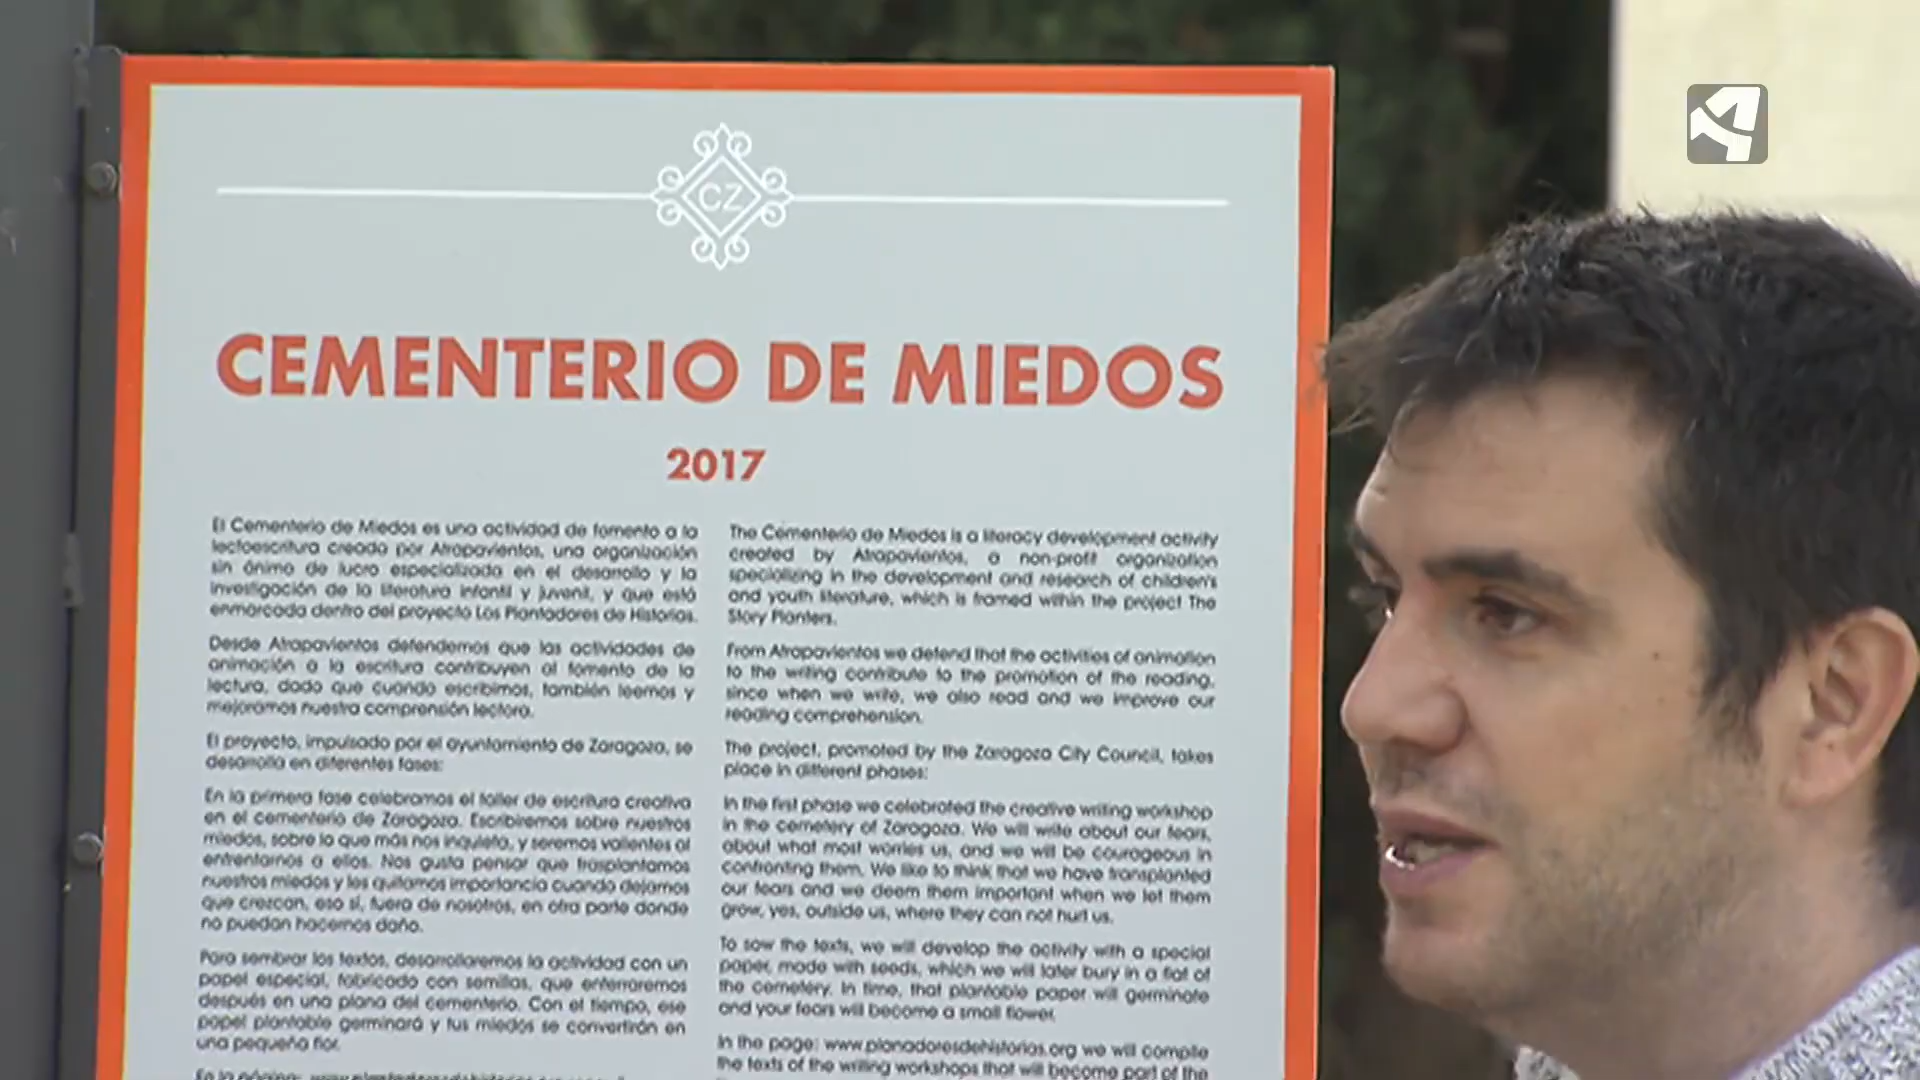 CZ
CEMENTERIO DE MIEDOS
2017
El Cementerio de Miedos es una actividad de fomento a la
lectoescritura creada por Atrapavientos, una organización
sin ánimo de lucro especializada en el desarrollo y la
investigación de la literatura infantil y juvenil, y que está
enmarcada dentro del proyecto Los Plantadores de Historias.
Desde Atrapavientos defendemos que las actividades de
animación a la escritura contribuyen al fomento de la
lectura, dado que cuando escribimos, también leemos y
mejoramos nuestra comprensión lectora.
El proyecto, impulsado por el ayuntamiento de Zaragoza, se
desarrolla en diferentes fases:
En la primera fase celebramos el taller de escritura creativa
en el cementerio de Zaragoza. Escribiremos sobre nuestros
miedos, sobre lo que más nos inquieta, y seremos valientes al
enfrentarnos a ellos. Nos gusta pensar que trasplantamos
nuestros miedos y les quitamos importancia cuando dejamos
que crezcan, eso sí, fuera de nosotros, en otra parte donde
no puedan hacernos daño.
Para sembrar los textos, desarrollaremos la actividad con un
papel especial, fabricado con semillas, que enterraremos
después en una plana del cementerio. Con el tiempo, ese
papel plantable germinará y tus miedos se convertirán en
una pequeña flor.
En la página:
The Cementerio de Miedos is a literacy development activity
created by Atrapavientos, a non-profit organization
specializing in the development and research of children's
and youth literature, which is framed within the project The
Story Planters.
From Atrapavientos we defend that the activities of animation
to the writing contribute to the promotion of the reading,
since when we write, we also read and we improve our
reading comprehension.
The project, promoted by the Zaragoza City Council, takes
place in different phases:
In the first phase we celebrated the creative writing workshop
in the cemetery of Zaragoza. We will write about our fears,
about what most worries us, and we will be courageous in
confronting them. We like to think that we have transplanted
our fears and we deem them important when we let them
grow, yes, outside us, where they can not hurt us.
To sow the texts, we will develop the activity with a special
paper, made with seeds, which we will later bury in a flat of
the cemetery. In time, that plantable paper will germinate
and your fears will become a small flower.
In the page: www.planadoresdehistorias.org we will compile
the texts of the writing workshops that will become part of the